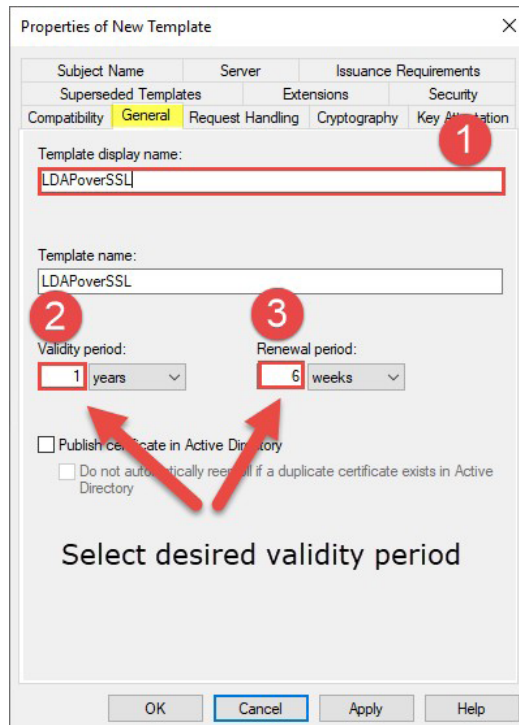 Properties of New Template
Subject Name Server Issuance Requirements
Superseded Templates Extensions Security
Compatibility General Request Handling Cryptography Key Attestation
1
Template display name:
LDAPoverSSL
Template name:
LDAPoverSSL
2 3
Validity period: Renewal period:
1 years 6 weeks
Publish certificate in Active Directory
Do not automatically reenroll if a duplicate certificate exists in Active
Directory
Select desired validity period
OK Cancel Apply Help